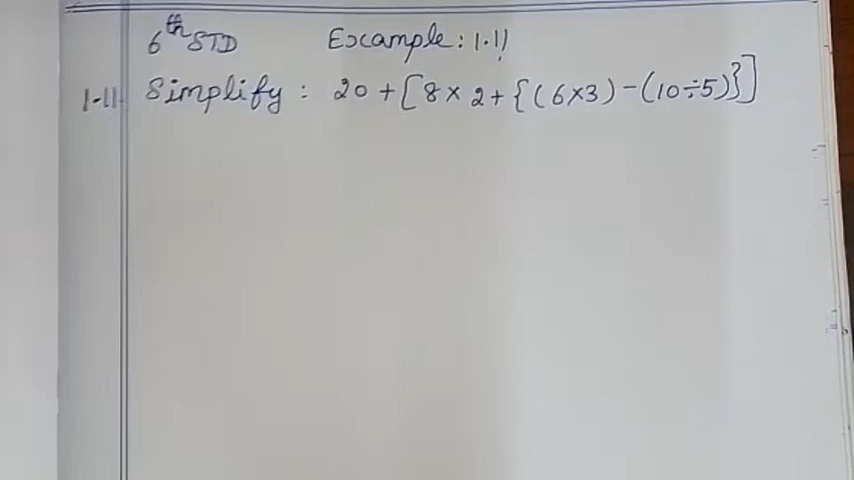 6th STD Example: 1.11
1.11 Simplify: 20 + [8 × 2 + {(6×3) - (10÷5)}]